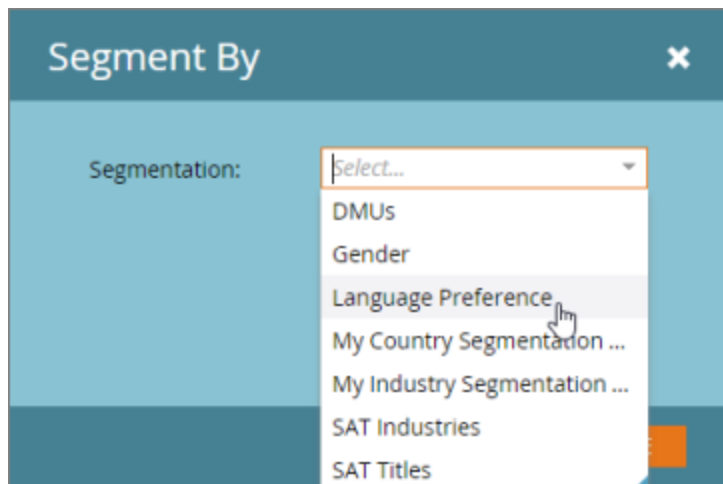 Segment By
Segmentation:
Select...
DMUs
Gender
Language Preference
My Country Segmentation ...
My Industry Segmentation ...
SAT Industries
SAT Titles